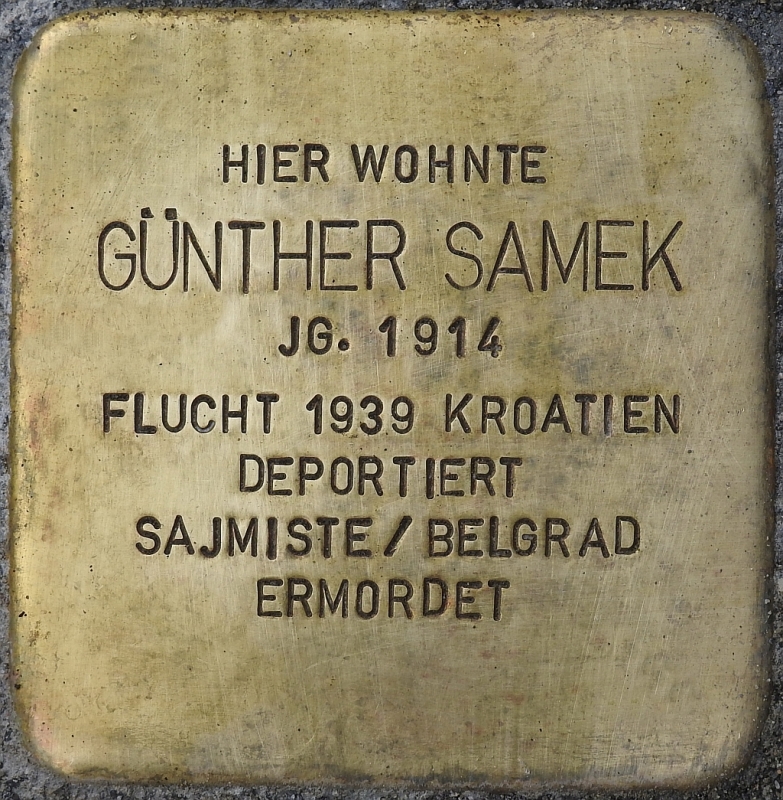 HIER WOHNTE
GÜNTHER SAMEK
JG. 1914
FLUCHT 1939 KROATIEN
DEPORTIERT
SAJMISTE/BELGRAD
ERMORDET